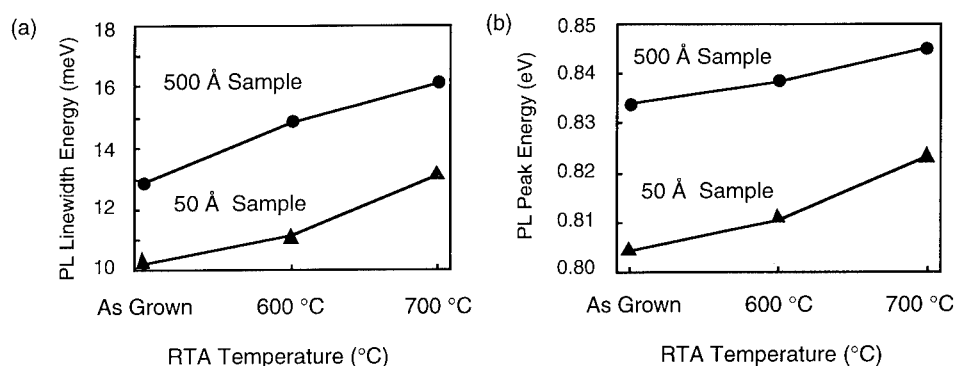 (a)
PL Linewidth Energy (meV)
18
16
14
12
10
500 Å Sample
50 Å Sample
As Grown 600 °C 700 °C
RTA Temperature (°C)
(b)
PL Peak Energy (eV)
0.85
0.84
0.83
0.82
0.81
0.80
500 Å Sample
50 Å Sample
As Grown 600 °C 700 °C
RTA Temperature (°C)